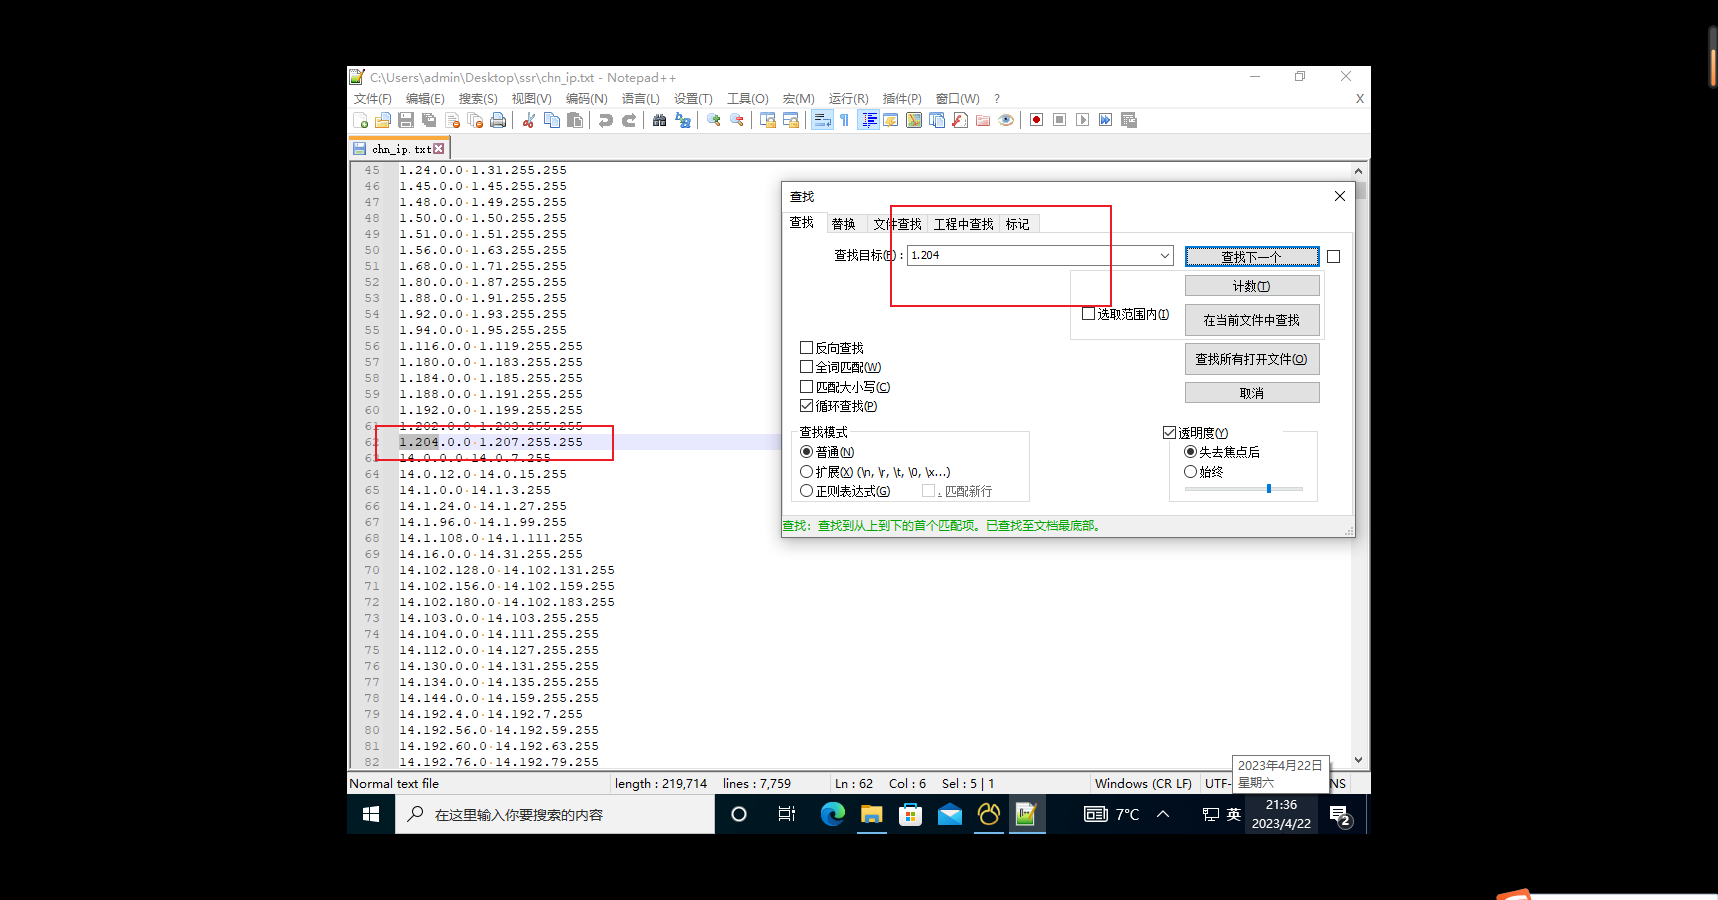 C:\Users\admin\Desktop\ssr\chn_ip.txt - Notepad++
文件(F) 编辑(E) 搜索(S) 视图(V) 编码(N) 语言(L) 设置(T) 工具(O) 宏(M) 运行(R) 插件(P) 窗口(W) ? X
chn_ip.txt
45 1.24.0.0 1.31.255.255
46 1.45.0.0 1.45.255.255
47 1.48.0.0 1.49.255.255
48 1.50.0.0 1.50.255.255
49 1.51.0.0 1.51.255.255
50 1.56.0.0 1.63.255.255
51 1.68.0.0 1.71.255.255
52 1.80.0.0 1.87.255.255
53 1.88.0.0 1.91.255.255
54 1.92.0.0 1.93.255.255
55 1.94.0.0 1.95.255.255
56 1.116.0.0 1.119.255.255
57 1.180.0.0 1.183.255.255
58 1.184.0.0 1.185.255.255
59 1.188.0.0 1.191.255.255
60 1.192.0.0 1.199.255.255
61 1.202.0.0 1.203.255.255
62 1.204.0.0 1.207.255.255
63 14.0.0.0 14.0.7.255
64 14.0.12.0 14.0.15.255
65 14.1.0.0 14.1.3.255
66 14.1.24.0 14.1.27.255
67 14.1.96.0 14.1.99.255
68 14.1.108.0 14.1.111.255
69 14.16.0.0 14.31.255.255
70 14.102.128.0 14.102.131.255
71 14.102.156.0 14.102.159.255
72 14.102.180.0 14.102.183.255
73 14.103.0.0 14.103.255.255
74 14.104.0.0 14.111.255.255
75 14.112.0.0 14.127.255.255
76 14.130.0.0 14.131.255.255
77 14.134.0.0 14.135.255.255
78 14.144.0.0 14.159.255.255
79 14.192.4.0 14.192.7.255
80 14.192.56.0 14.192.59.255
81 14.192.60.0 14.192.63.255
82 14.192.76.0 14.192.79.255
查找
查找 替换 文件查找 工程中查找 标记
查找目标(F) : 1.204
查找下一个
计数(T)
选取范围内(I)
在当前文件中查找
查找所有打开文件(O)
取消
反向查找
全词匹配(W)
匹配大小写(C)
循环查找(P)
查找模式
普通(N)
扩展(X) (\n, \r, \t, \0, \x...)
正则表达式(G) . 匹配新行
透明度(Y)
失去焦点后
始终
查找：查找到从上到下的首个匹配项。已查找至文档最底部。
length : 219,714 lines : 7,759
Normal text file
Ln : 62 Col : 6 Sel : 5 | 1
Windows (CR LF) UTF- NS
2023年4月22日
星期六
在这里输入你要搜索的内容
7°C
英
21:36
2023/4/22
2